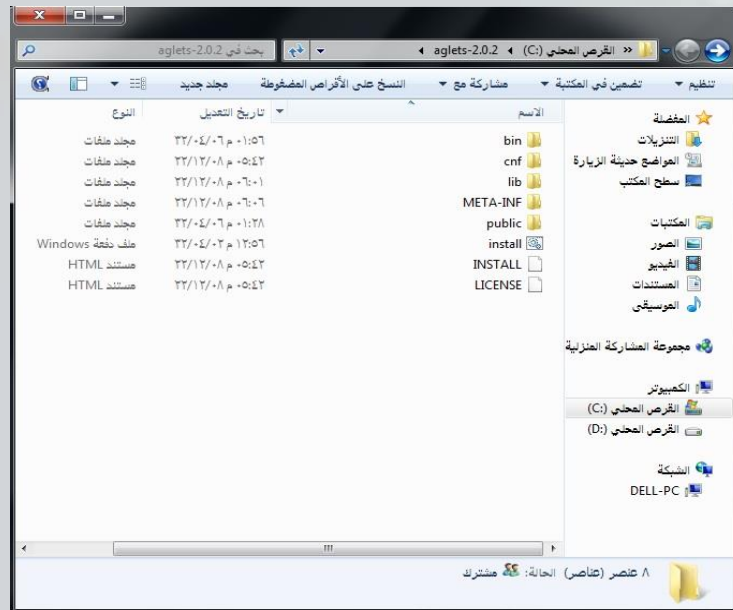 القرص المحلي (C:) aglets-2.0.2
بحث في aglets-2.0.2
تنظيم تضمين في المكتبة مشاركة مع النسخ على الأقراص المضغوطة مجلد جديد
المفضلة
التنزيلات
المواضع حديثة الزيارة
سطح المكتب
المكتبات
الصور
الفيديو
المستندات
الموسيقى
مجموعة المشاركة المنزلية
الكمبيوتر
القرص المحلي (C:)
القرص المحلي (D:)
الشبكة
DELL-PC
الاسم تاريخ التعديل النوع
bin ٣٢/٠٤/٠٦ ٠١:٥٦ م مجلد ملفات
cnf ٢٢/١٢/٠٨ ٠٥:٤٢ م مجلد ملفات
lib ٢٢/١٢/٠٨ ٠٦:٠١ م مجلد ملفات
META-INF ٢٢/١٢/٠٨ ٠٦:٠٦ م مجلد ملفات
public ٣٢/٠٤/٠٦ ٠١:٢٨ م مجلد ملفات
install ٣٢/٠٤/٠٢ ١٢:٥٦ م ملف دفعة Windows
INSTALL ٢٢/١٢/٠٨ ٠٥:٤٢ م مستند HTML
LICENSE ٢٢/١٢/٠٨ ٠٥:٤٢ م مستند HTML
٨ عنصر (عناصر) الحالة: مشترك